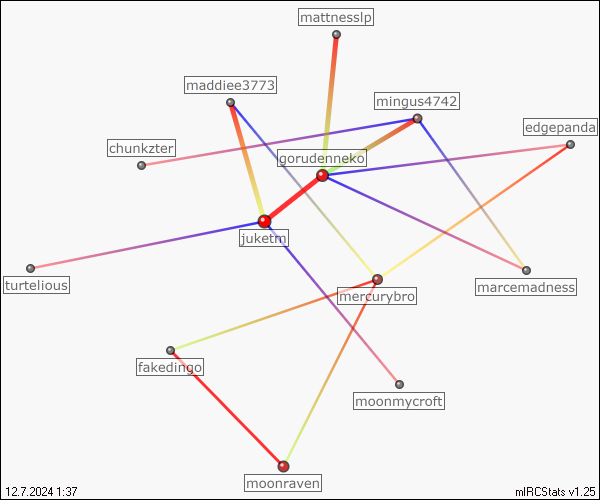 mattnesslp
maddiee3773
mingus4742
edgepanda
chunkzter
gorudenneko
juketm
turtelious
marcemadness
mercurybro
fakedingo
moonmycroft
moonraven
12.7.2024 1:37
mIRCStats v1.25